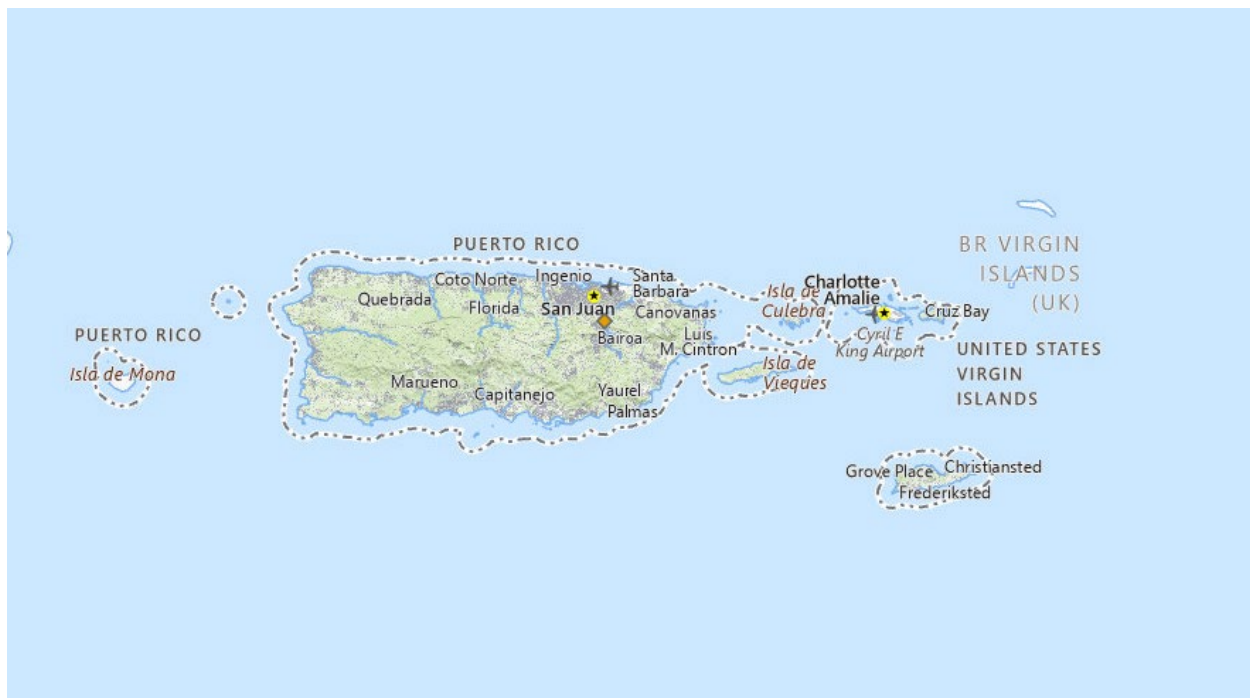 PUERTO RICO
BR VIRGIN
ISLANDS
(UK)
Coto Norte
Ingenio
Santa
Barbara
Isla de
Culebra
Charlotte
Amalie
Quebrada
Florida
San Juan
Canovanas
Cruz Bay
PUERTO RICO
Bairoa
Luis
M. Cintron
Cyril E
King Airport
UNITED STATES
VIRGIN
ISLANDS
Isla de Mona
Isla de
Vieques
Marueno
Capitanejo
Yaurel
Palmas
Grove Place
Christiansted
Frederiksted